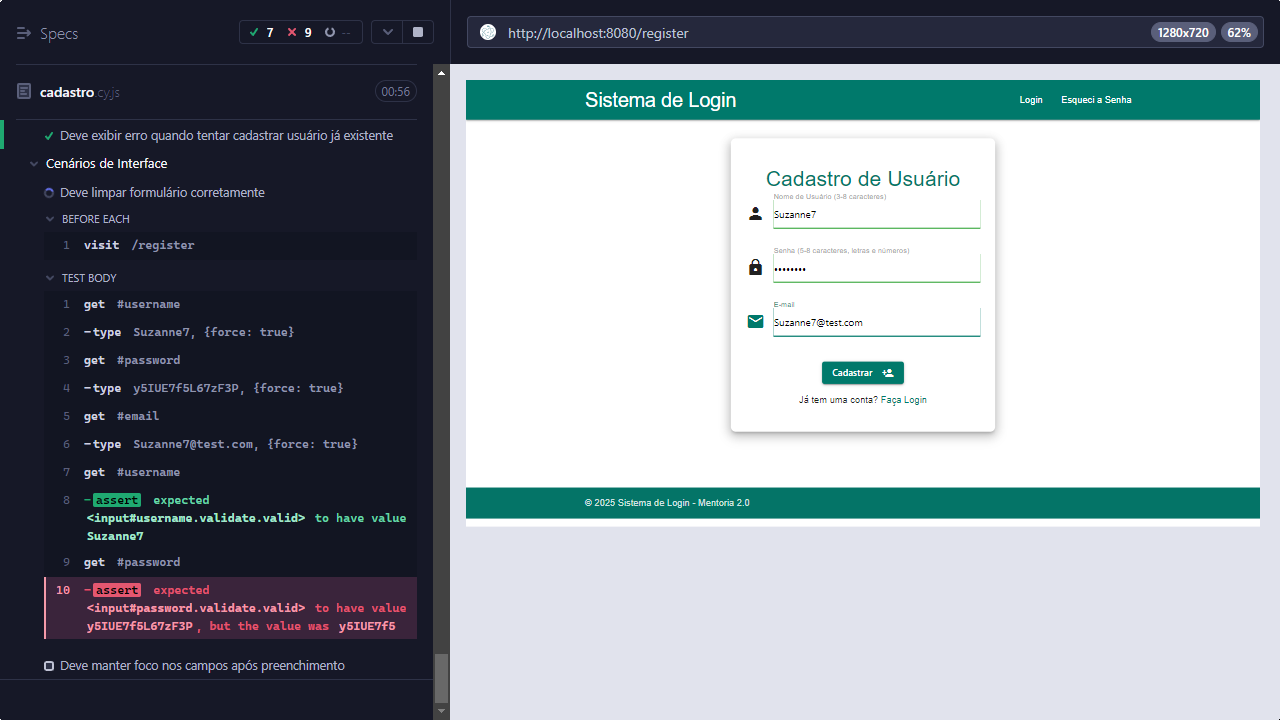 Specs
7
9
--
cadastro.cy.js
00:56
Deve exibir erro quando tentar cadastrar usuário já existente
Cenários de Interface
Deve limpar formulário corretamente
BEFORE EACH
1 visit /register
TEST BODY
1 get #username
2 -type Suzanne7, {force: true}
3 get #password
4 -type y5IUE7f5L67zF3P, {force: true}
5 get #email
6 -type Suzanne7@test.com, {force: true}
7 get #username
8 -assert expected
<input#username.validate.valid> to have value
Suzanne7
9 get #password
10 -assert expected
<input#password.validate.valid> to have value
y5IUE7f5L67zF3P, but the value was y5IUE7f5
Deve manter foco nos campos após preenchimento
http://localhost:8080/register
1280x720
62%
Sistema de Login
Login
Esqueci a Senha
Cadastro de Usuário
Nome de Usuário (3-8 caracteres)
Suzanne7
Senha (5-8 caracteres, letras e números)
••••••••
E-mail
Suzanne7@test.com
Cadastrar
Já tem uma conta? Faça Login
© 2025 Sistema de Login - Mentoria 2.0